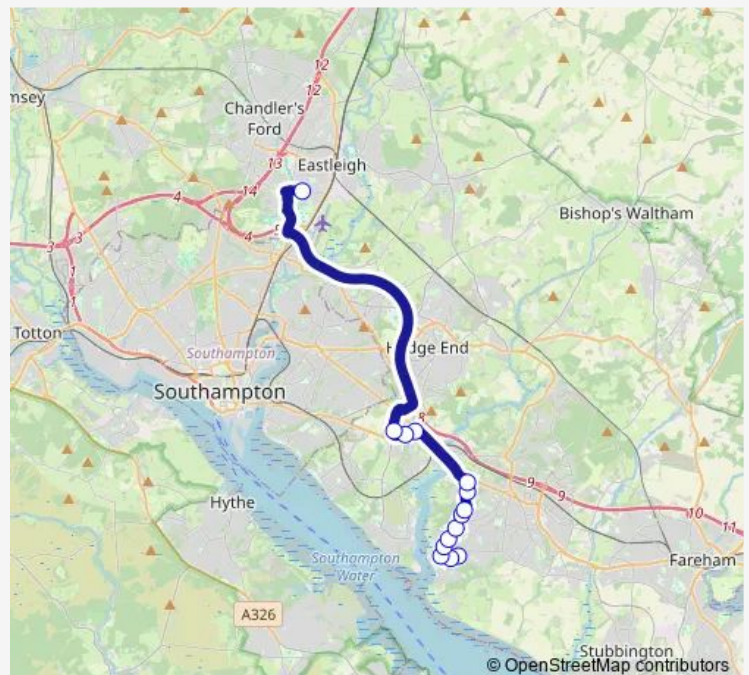 12
12
msey
Chandler's
Ford
13
Eastleigh
4
14
Bishop's Waltham
3
3
4
5
1
1
Totton
Southampton
Southampton
dge End
8
9
9
10
11
Hythe
Southampton
Water
Fareham
A326
Stubbington
© OpenStreetMap contributors